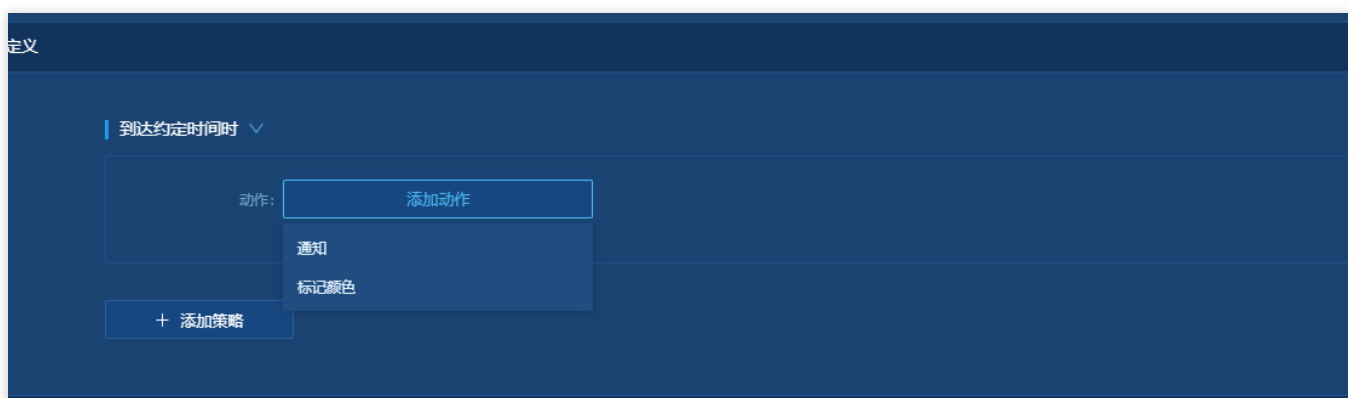 定义
到达约定时间时
动作: 添加动作
通知
标记颜色
+ 添加策略